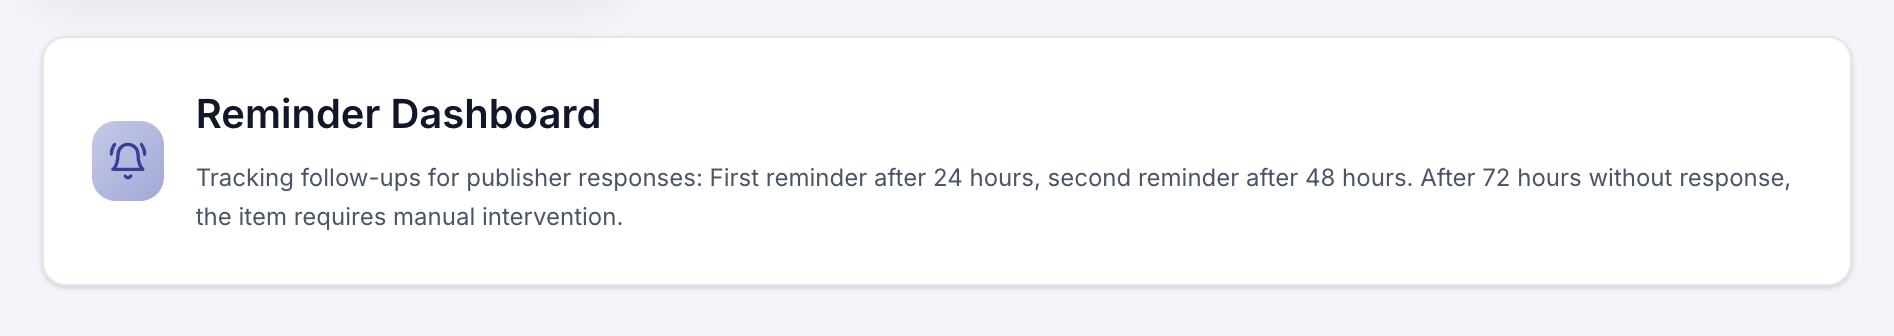 Reminder Dashboard
Tracking follow-ups for publisher responses: First reminder after 24 hours, second reminder after 48 hours. After 72 hours without response,
the item requires manual intervention.